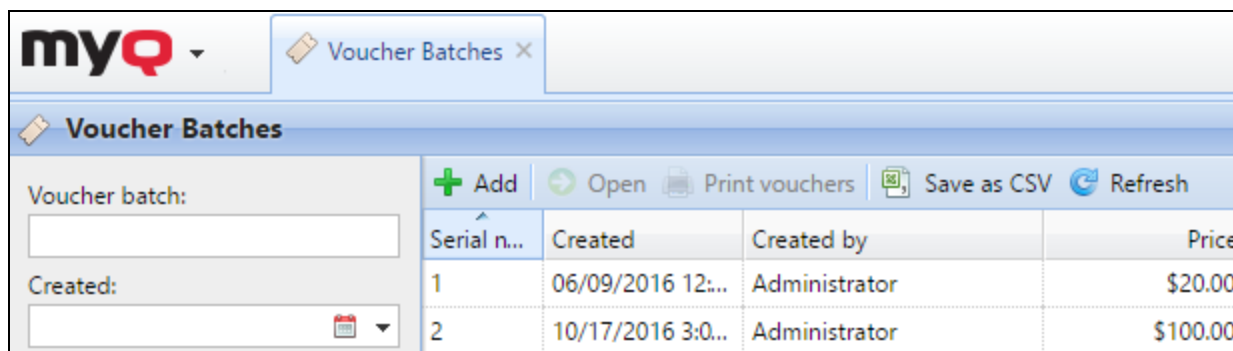 myQ
Voucher Batches
Voucher Batches
Voucher batch:
Created:
Add Open Print vouchers Save as CSV Refresh
Serial n... Created Created by Price
1 06/09/2016 12:... Administrator $20.00
2 10/17/2016 3:0... Administrator $100.00